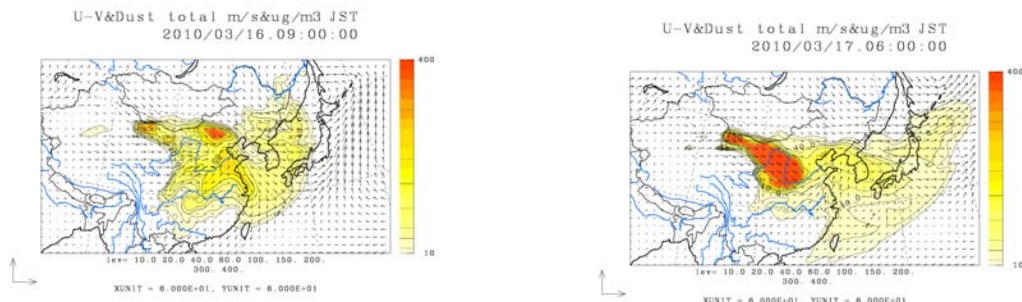 U-V&Dust total m/s&ug/m3 JST
2010/03/16.09:00:00
400
10
lev= 10.0 20.0 40.0 60.0 100. 150. 200.
300. 400.
XUNIT = 6.000E+01, YUNIT = 6.000E+01
U-V&Dust total m/s&ug/m3 JST
2010/03/17.06:00:00
400
10
lev= 10.0 20.0 40.0 60.0 100. 150. 200.
300. 400.
XUNIT = 6.000E+01, YUNIT = 6.000E+01